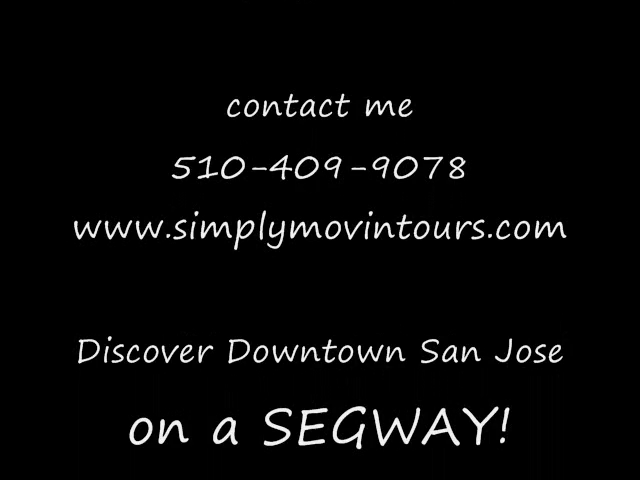 contact me
510-409-9078
www.simplymovintours.com
Discover Downtown San Jose
on a SEGWAY!